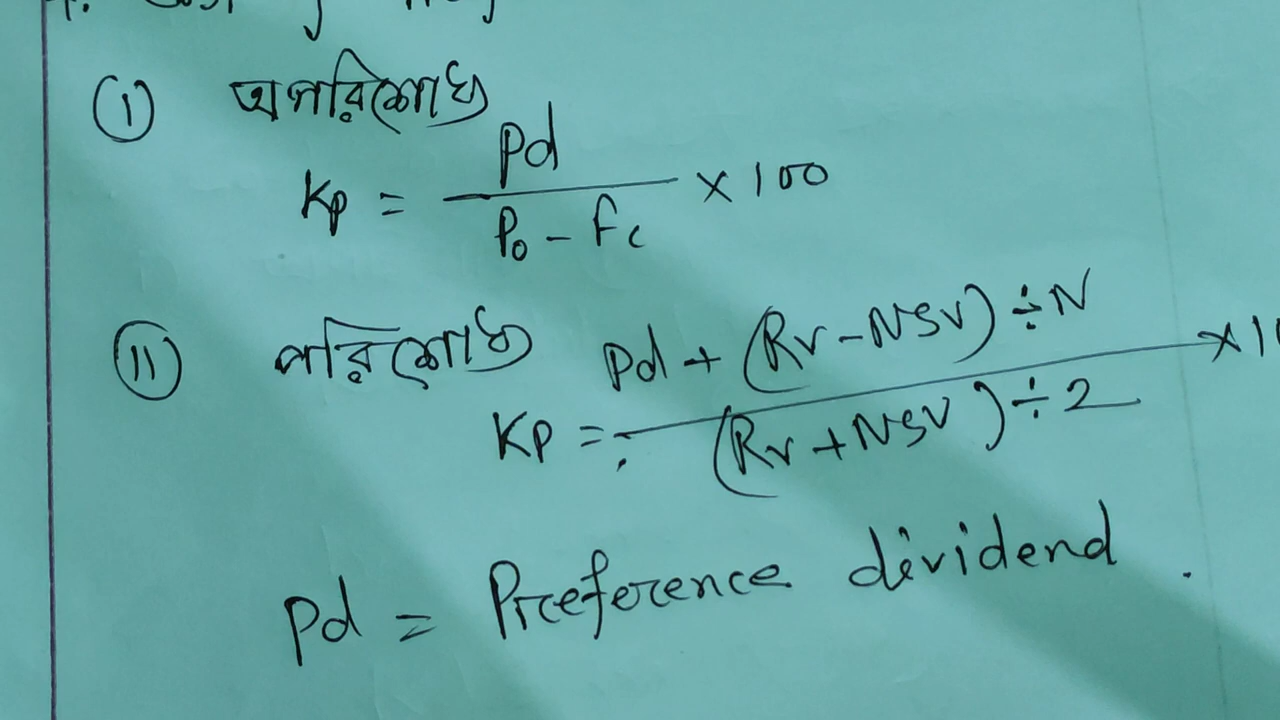 (I) অপরিশোধ্য
Kp = Pd / P₀ - Fc × 100
(II) পরিশোধ্য
Kp = Pd + (Rv - NSV) ÷ N / (Rv + NSV) ÷ 2
Pd = Preference dividend.